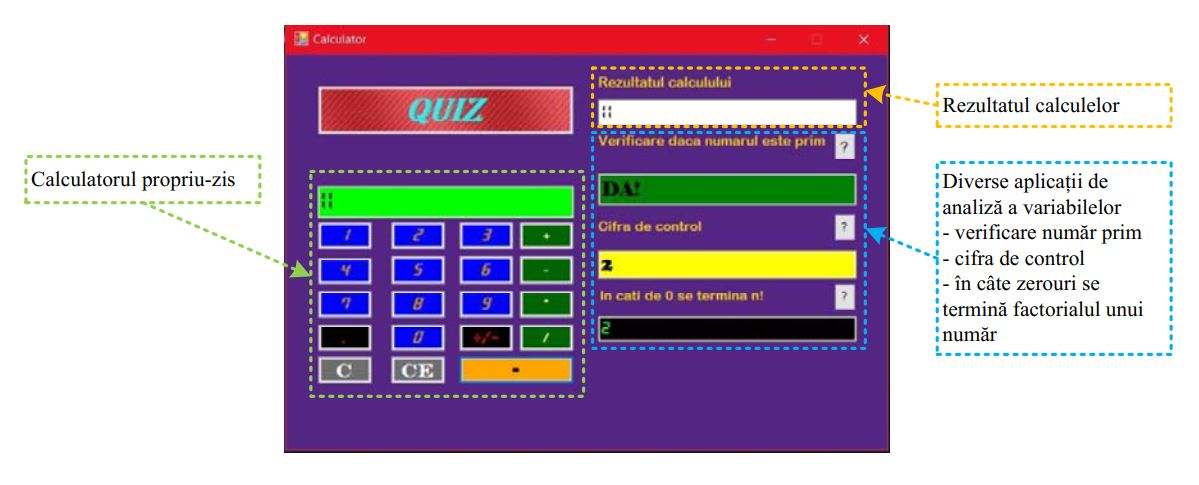 Calculator
QUIZ
Rezultatul calculului
11
Verificare daca numarul este prim
?
DA!
Cifra de control
?
2
In cati de 0 se termina n!
?
2
11
1 2 3 +
4 5 6 -
7 8 9 *
. 0 +/- /
C CE =
Calculatorul propriu-zis
Rezultatul calculelor
Diverse aplicații de
analiză a variabilelor
- verificare număr prim
- cifra de control
- în câte zerouri se
termină factorialul unui
număr